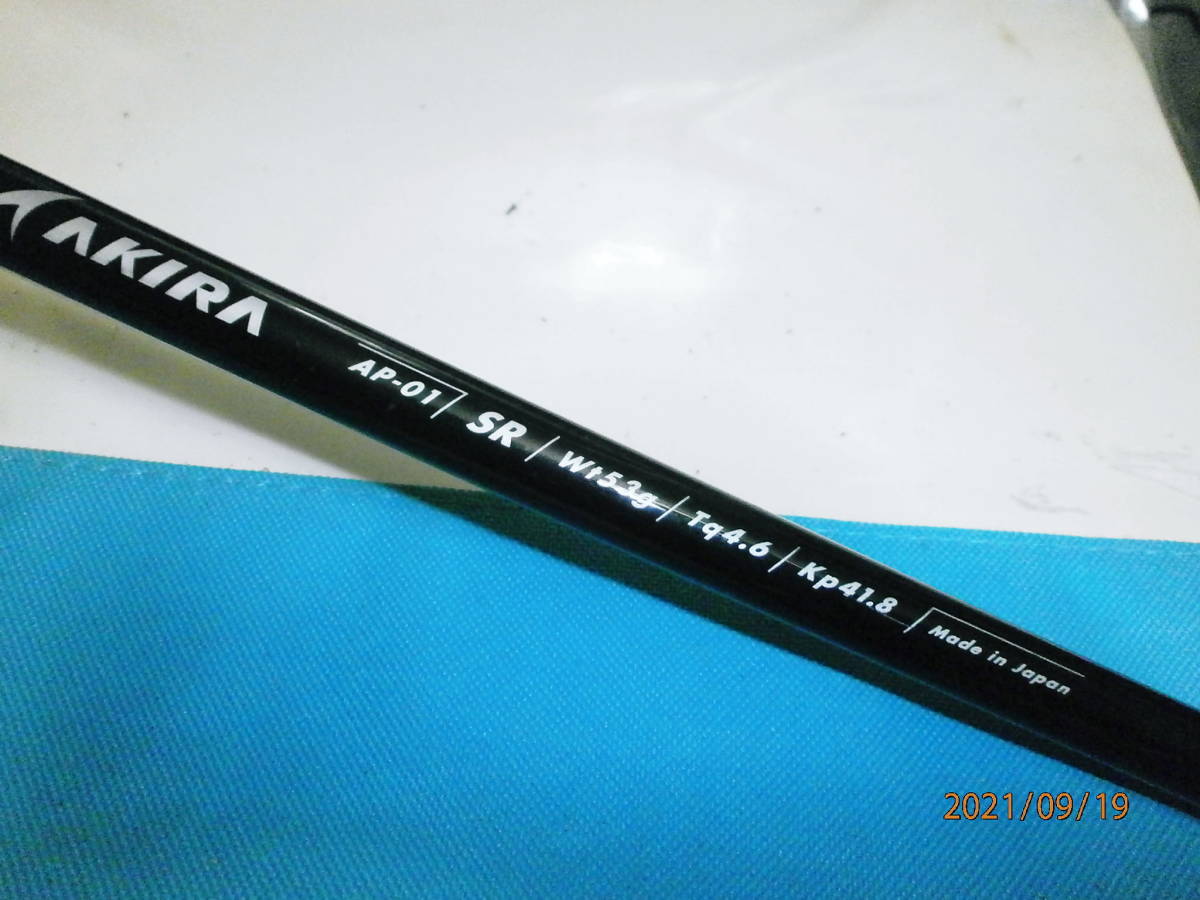 AKIRA
AP-01 / SR / Wt53g / Tq4.6 / Kp41.8 / Made in Japan
2021/09/19